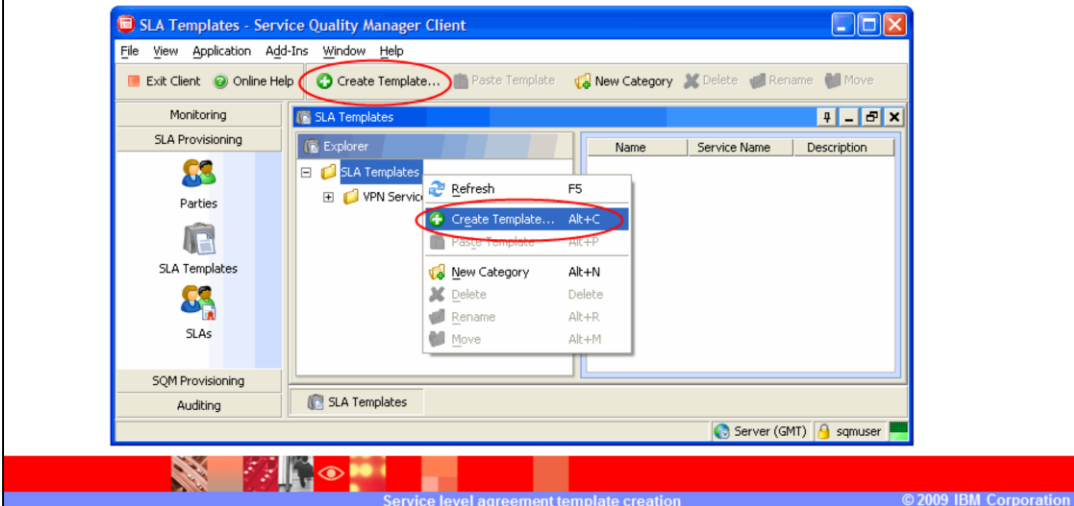 SLA Templates - Service Quality Manager Client
File View Application Add-Ins Window Help
Exit Client Online Help Create Template... Paste Template New Category Delete Rename Move
Monitoring
SLA Provisioning
Parties
SLA Templates
SLAs
SQM Provisioning
Auditing
SLA Templates
Explorer
SLA Templates
VPN Servic
Refresh F5
Create Template... Alt+C
Paste Template Alt+P
New Category Alt+N
Delete Delete
Rename Alt+R
Move Alt+M
Name Service Name Description
SLA Templates
Server (GMT) sqmuser
Service level agreement template creation © 2009 IBM Corporation